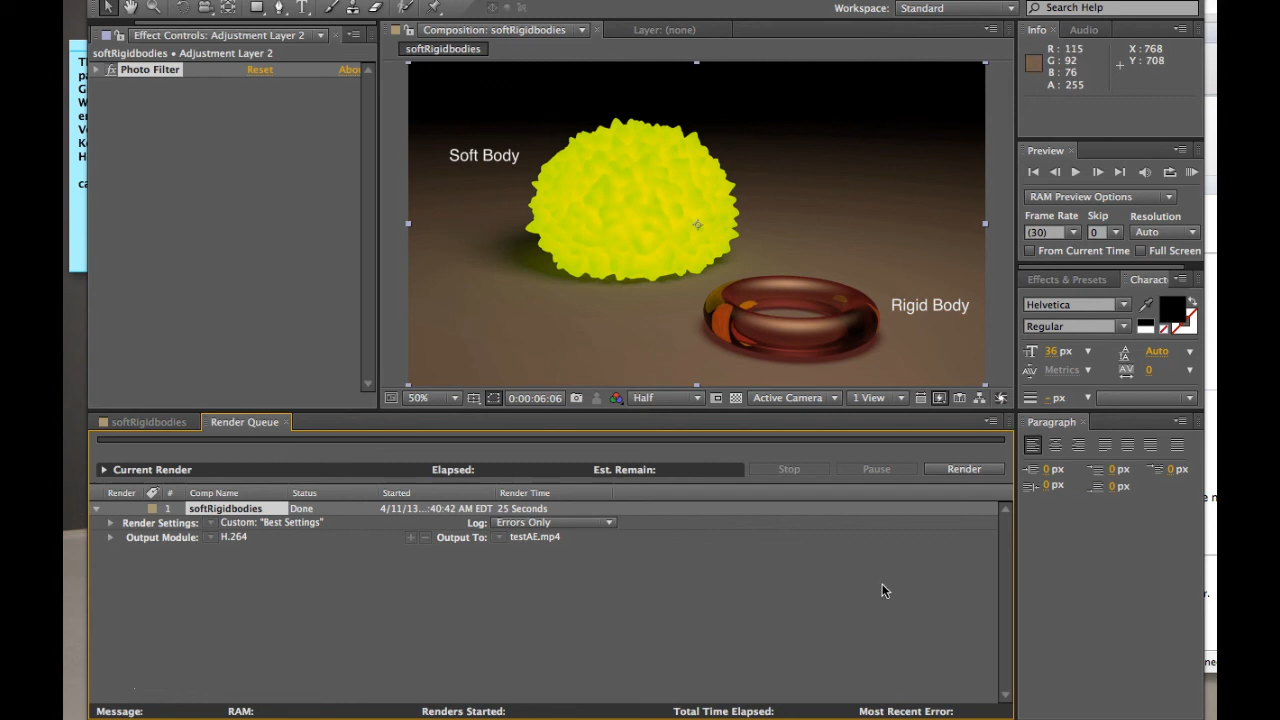 Workspace: Standard
Search Help
Effect Controls: Adjustment Layer 2
Composition: softRigidbodies
Layer: (none)
Info
Audio
softRigidbodies • Adjustment Layer 2
softRigidbodies
R: 115
G: 92
B: 76
A: 255
X: 768
Y: 708
Photo Filter
Reset
Abo
Soft Body
Rigid Body
Preview
RAM Preview Options
Frame Rate
Skip
Resolution
(30)
0
Auto
From Current Time
Full Screen
Effects & Presets
Charact
Helvetica
Regular
36 px
Auto
Metrics
0
- px
50%
0:00:06:06
Half
Active Camera
1 View
softRigidbodies
Render Queue
Paragraph
0 px
0 px
0 px
0 px
0 px
Current Render
Elapsed:
Est. Remain:
Stop
Pause
Render
Render
#
Comp Name
Status
Started
Render Time
1
softRigidbodies
Done
4/11/13...:40:42 AM EDT
25 Seconds
Render Settings:
Custom: "Best Settings"
Log:
Errors Only
Output Module:
H.264
Output To:
testAE.mp4
Message:
RAM:
Renders Started:
Total Time Elapsed:
Most Recent Error: